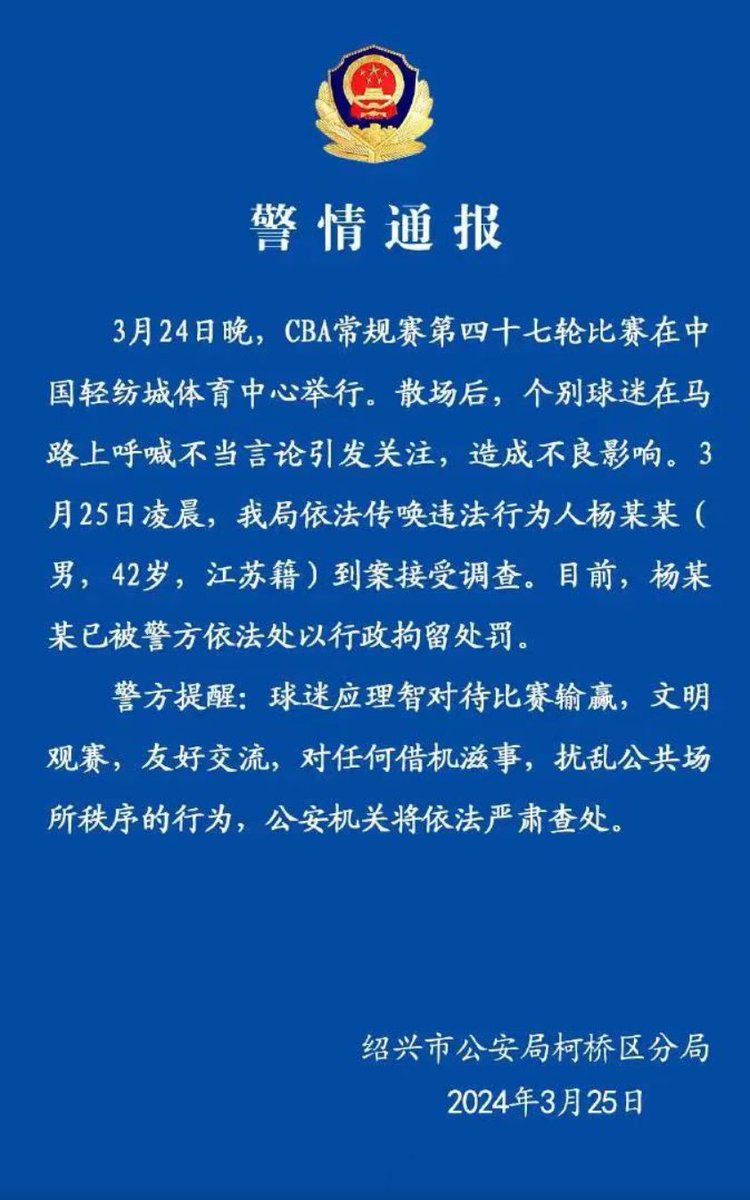 警情通报
3月24日晚，CBA常规赛第四十七轮比赛在中
国轻纺城体育中心举行。散场后，个别球迷在马
路上呼喊不当言论引发关注，造成不良影响。3
月25日凌晨，我局依法传唤违法行为人杨某某（
男，42岁，江苏籍）到案接受调查。目前，杨某
某已被警方依法处以行政拘留处罚。
警方提醒：球迷应理智对待比赛输赢，文明
观赛，友好交流，对任何借机滋事，扰乱公共场
所秩序的行为，公安机关将依法严肃查处。
绍兴市公安局柯桥区分局
2024年3月25日